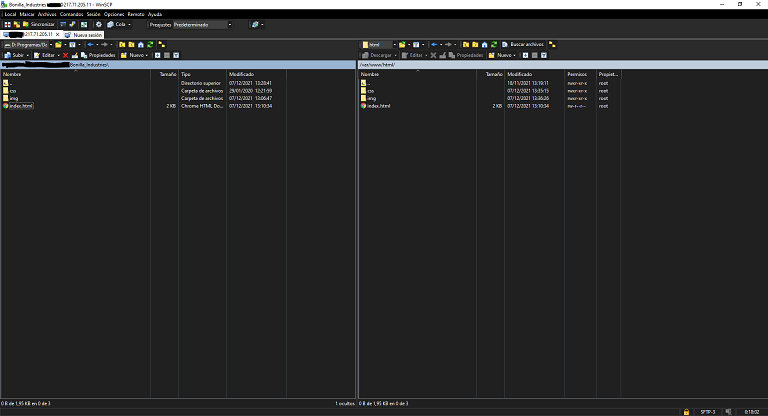 Bonilla_Industries 217.71.205.11 - WinSCP
Local Marcar Archivos Comandos Sesión Opciones Remoto Ayuda
Sincronizar Cola Preajustes Predeterminado
217.71.205.11 Nueva sesión
D: Programas/Dc
html Buscar archivos
Subir Editar Propiedades Nuevo
Descargar Editar Propiedades Nuevo
Bonilla_Industries\
/var/www/html/
Nombre Tamaño Tipo Modificado
.. Directorio superior 07/12/2021 13:28:41
css Carpeta de archivos 29/01/2020 12:21:59
img Carpeta de archivos 07/12/2021 13:06:47
index.html 2 KB Chrome HTML Do... 07/12/2021 13:10:34
Nombre Tamaño Modificado Permisos Propiet...
.. 18/11/2021 13:19:11 rwxr-xr-x root
css 07/12/2021 13:35:15 rwxr-xr-x root
img 07/12/2021 13:36:26 rwxr-xr-x root
index.html 2 KB 07/12/2021 13:10:34 rw-r--r-- root
0 B de 1,95 KB en 0 de 3 1 ocultos
0 B de 1,95 KB en 0 de 3
SFTP-3 0:18:02